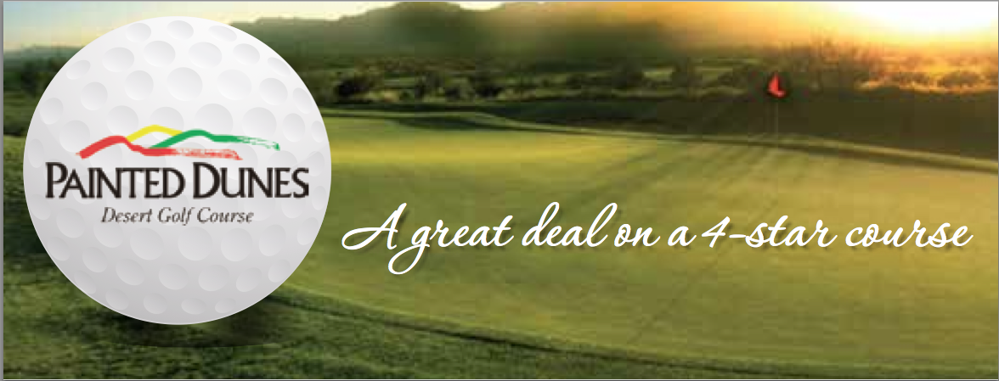 PAINTED DUNES
Desert Golf Course
A great deal on a 4-star course